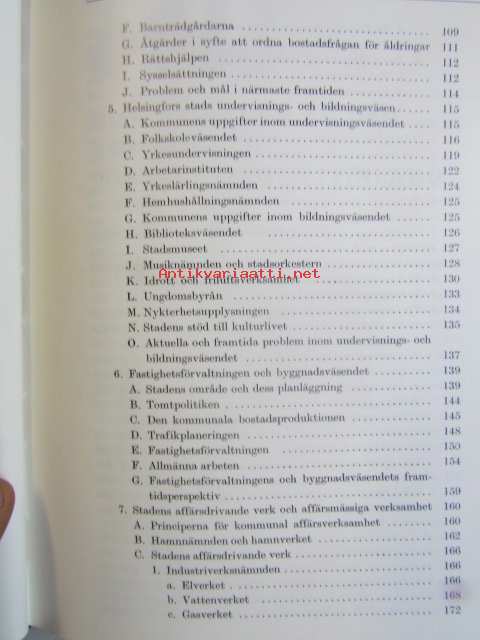 F. Barnträdgårdarna 109
G. Åtgärder i syfte att ordna bostadsfrågan för åldringar 111
H. Rättshjälpen 112
I. Sysselsättningen 112
J. Problem och mål i närmaste framtiden 114
5. Helsingfors stads undervisnings- och bildningsväsen 115
A. Kommunens uppgifter inom undervisningsväsendet 115
B. Folkskoleväsendet 116
C. Yrkesundervisningen 119
D. Arbetarinstituten 122
E. Yrkeslärlingsnämnden 124
F. Hemhushållningsnämnden 125
G. Kommunens uppgifter inom bildningsväsendet 125
H. Biblioteksväsendet 126
I. Stadsmuseet 127
J. Musiknämnden och stadsorkestern 128
Antikvariaatti.net
K. Idrott och friluftsverksamhet 130
L. Ungdomsbyrån 133
M. Nykterhetsupplysningen 134
N. Stadens stöd till kulturlivet 135
O. Aktuella och framtida problem inom undervisnings- och
bildningsväsendet 137
6. Fastighetsförvaltningen och byggnadsväsendet 139
A. Stadens område och dess planläggning 139
B. Tomtpolitiken 144
C. Den kommunala bostadsproduktionen 145
D. Trafikplaneringen 148
E. Fastighetsförvaltningen 150
F. Allmänna arbeten 154
G. Fastighetsförvaltningens och byggnadsväsendets fram-
tidsperspektiv 159
7. Stadens affärsdrivande verk och affärsmässiga verksamhet 160
A. Principerna för kommunal affärsverksamhet 160
B. Hamnnämnden och hamnverket 162
C. Stadens affärsdrivande verk 166
1. Industriverksnämnden 166
a. Elverket 166
b. Vattenverket 168
c. Gasverket 172